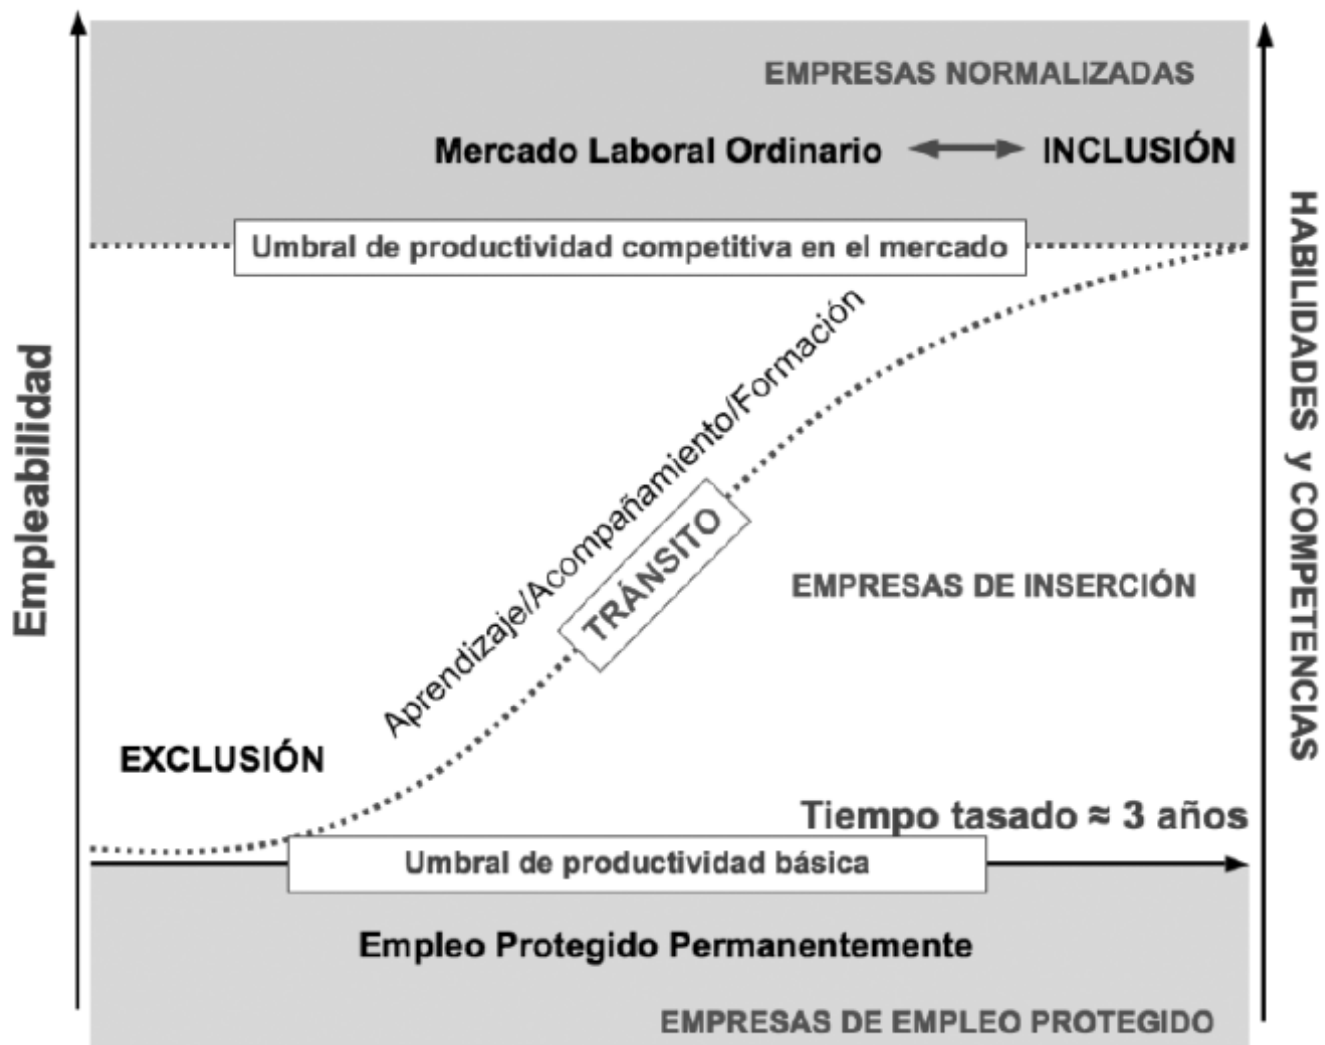 EMPRESAS NORMALIZADAS
Mercado Laboral Ordinario
INCLUSIÓN
Umbral de productividad competitiva en el mercado
Empleabilidad
HABILIDADES y COMPETENCIAS
Aprendizaje/Acompañamiento/Formación
TRÁNSITO
EMPRESAS DE INSERCIÓN
EXCLUSIÓN
Tiempo tasado ≈ 3 años
Umbral de productividad básica
Empleo Protegido Permanentemente
EMPRESAS DE EMPLEO PROTEGIDO